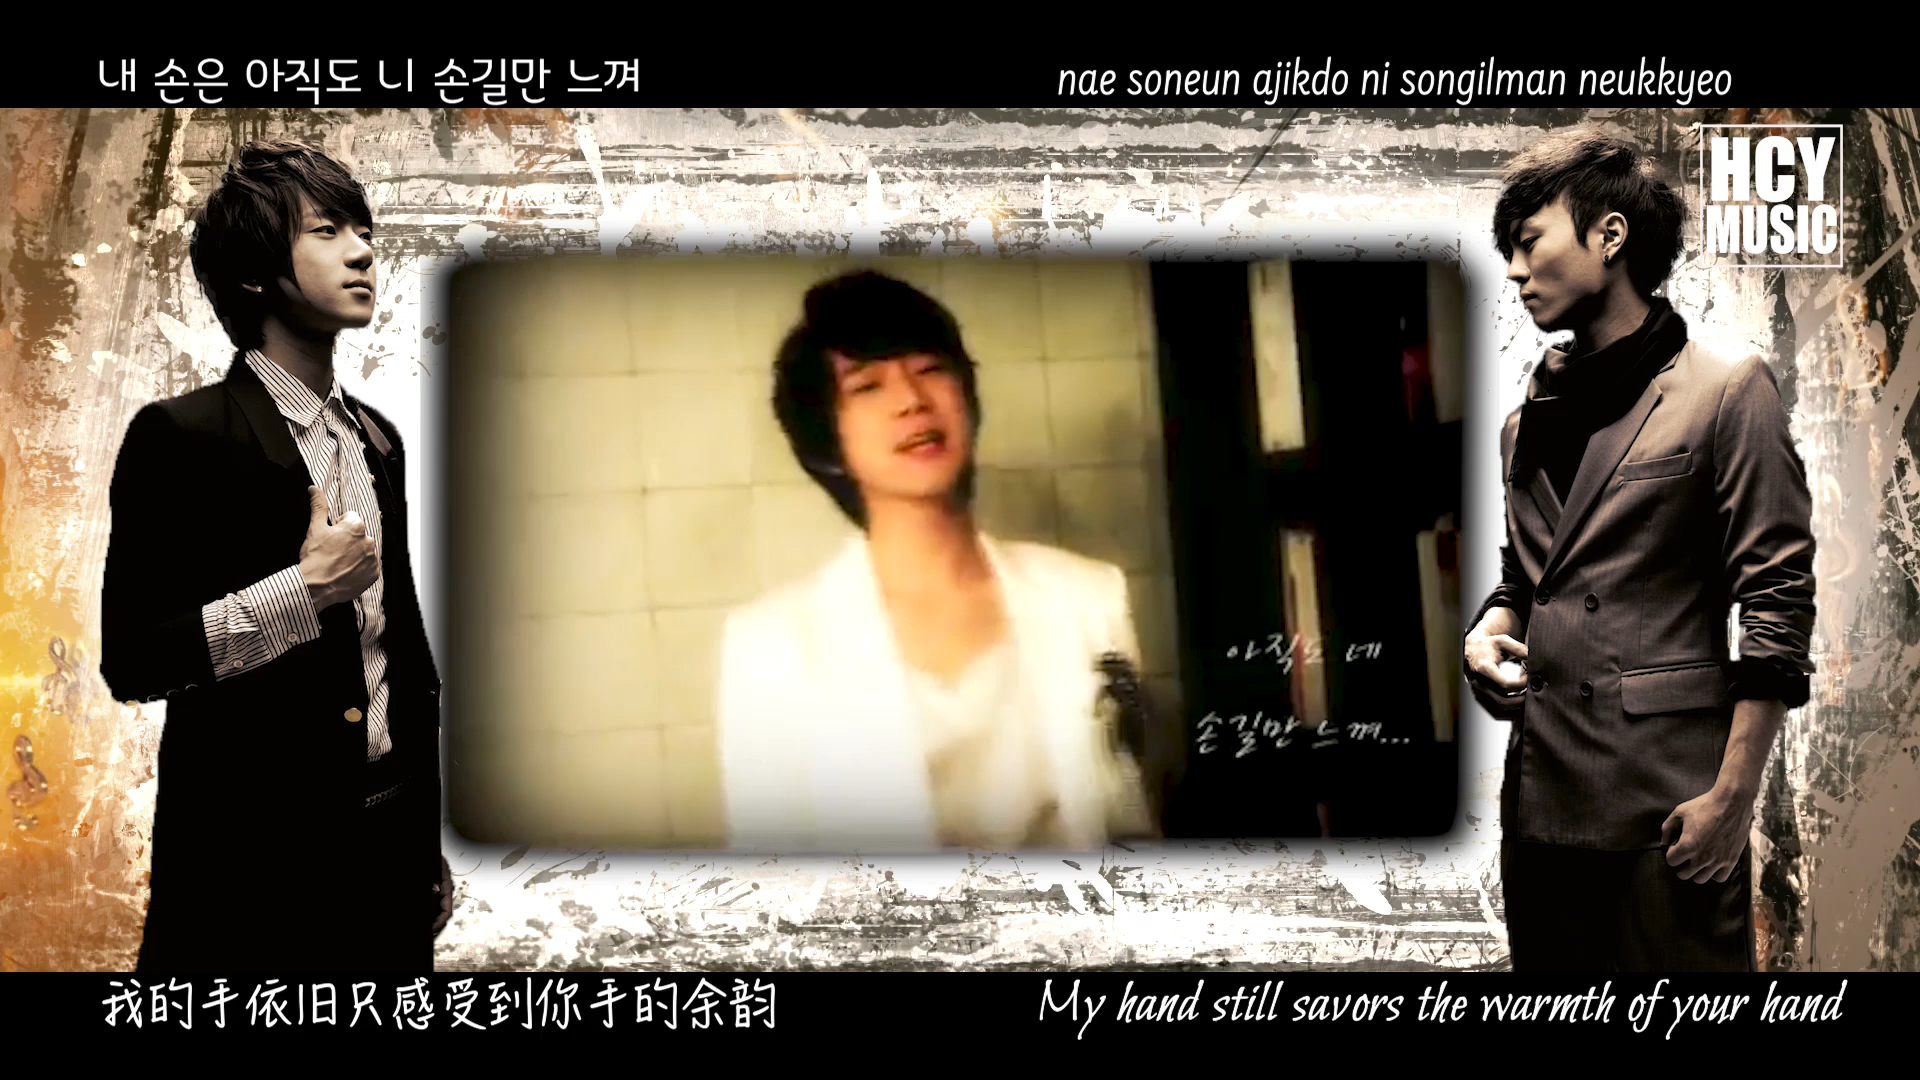 내 손은 아직도 니 손길만 느껴
nae soneun ajikdo ni songilman neukkyeo
HCY
MUSIC
아직도 네
손길만 느껴...
我的手依旧只感受到你手的余韵
My hand still savors the warmth of your hand